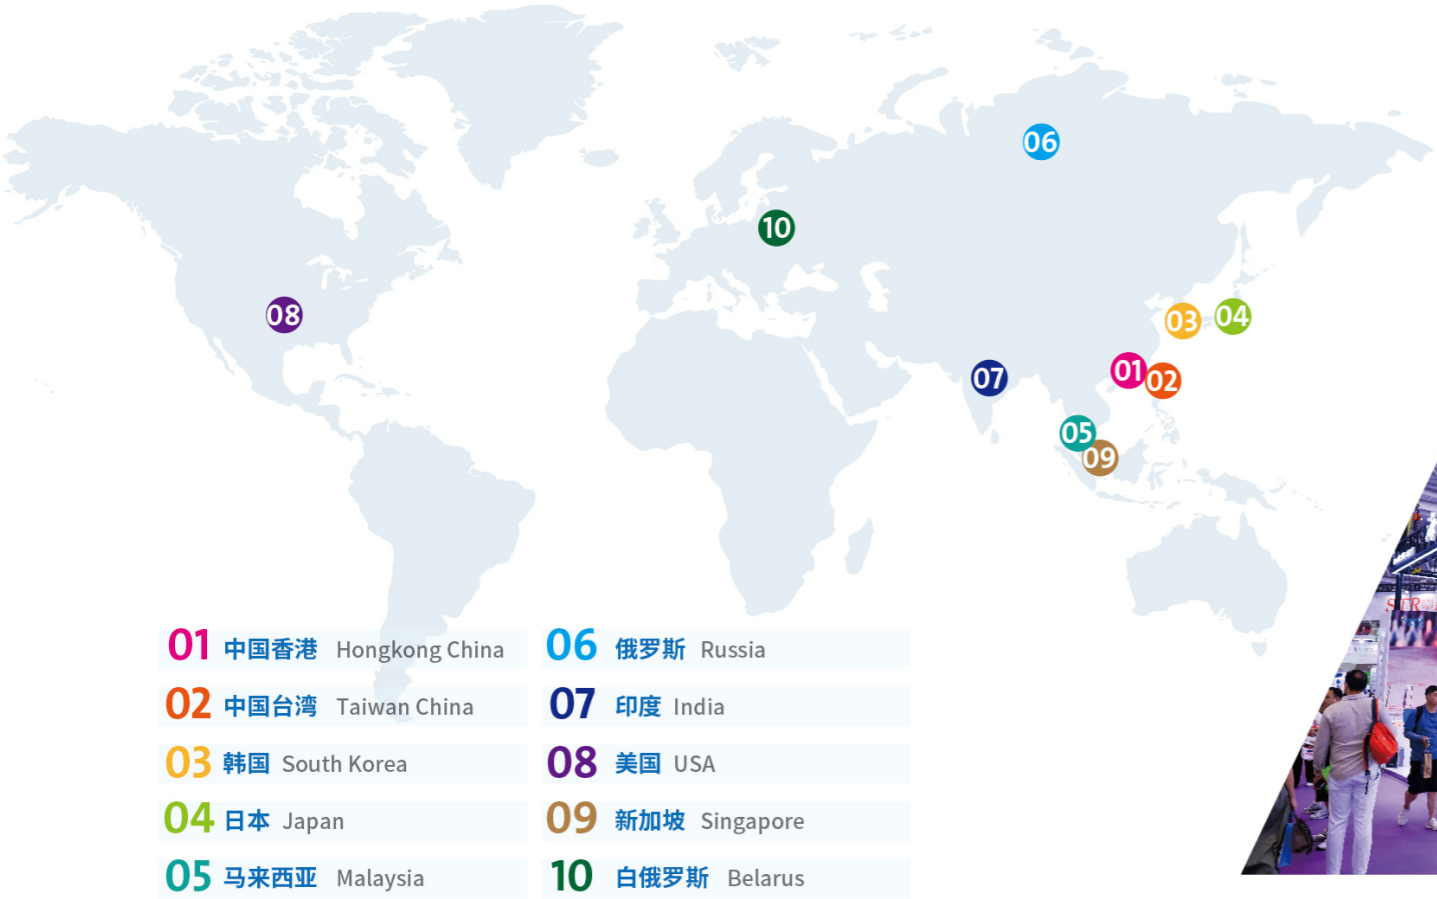 06
10
08
03
04
01
02
07
05
09
01 中国香港 Hongkong China
02 中国台湾 Taiwan China
03 韩国 South Korea
04 日本 Japan
05 马来西亚 Malaysia
06 俄罗斯 Russia
07 印度 India
08 美国 USA
09 新加坡 Singapore
10 白俄罗斯 Belarus